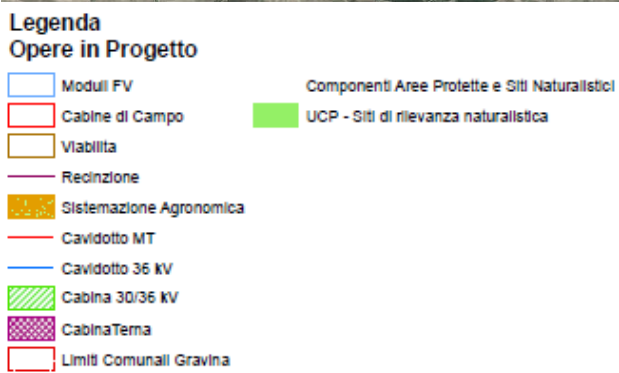 Legenda
Opere in Progetto
Moduli FV
Cabine di Campo
Viabilita
Recinzione
Sistemazione Agronomica
Cavidotto MT
Cavidotto 36 kV
Cabina 30/36 kV
CabinaTerna
Limiti Comunali Gravina
Componenti Aree Protette e Siti Naturalistici
UCP - Siti di rilevanza naturalistica